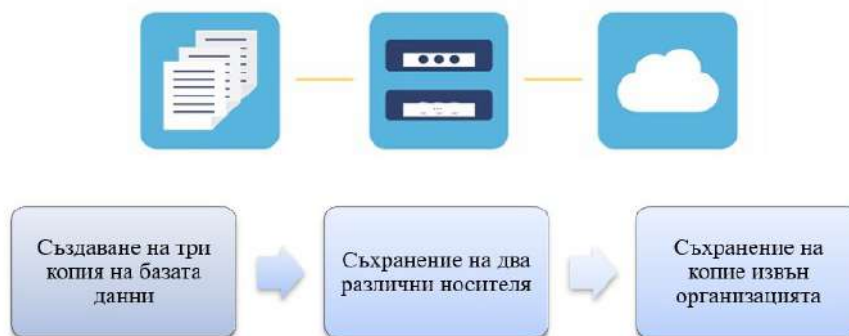 Създаване на три
копия на базата
данни
Съхранение на два
различни носителя
Съхранение на
копие извън
организацията